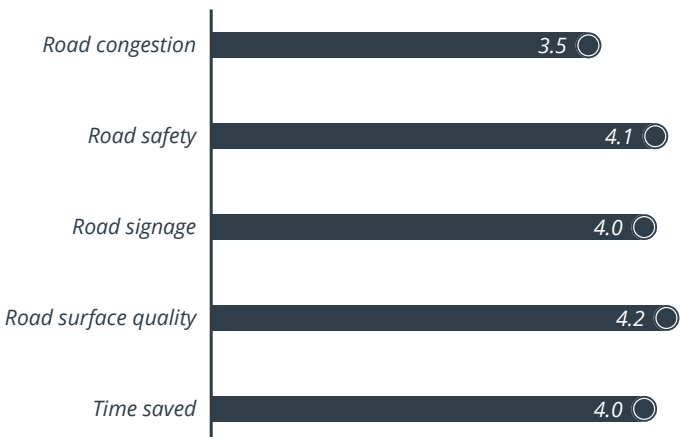 Road congestion 3.5
Road safety 4.1
Road signage 4.0
Road surface quality 4.2
Time saved 4.0